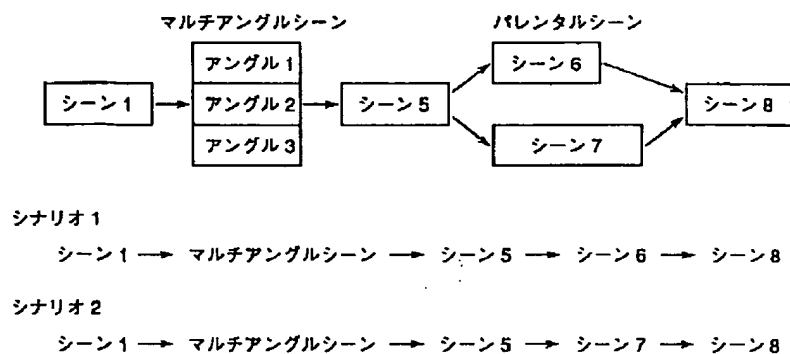 マルチアングルシーン
パレンタルシーン
アングル1
シーン6
シーン1
アングル2
シーン5
シーン8
アングル3
シーン7
シナリオ1
シーン1 → マルチアングルシーン → シーン5 → シーン6 → シーン8
シナリオ2
シーン1 → マルチアングルシーン → シーン5 → シーン7 → シーン8